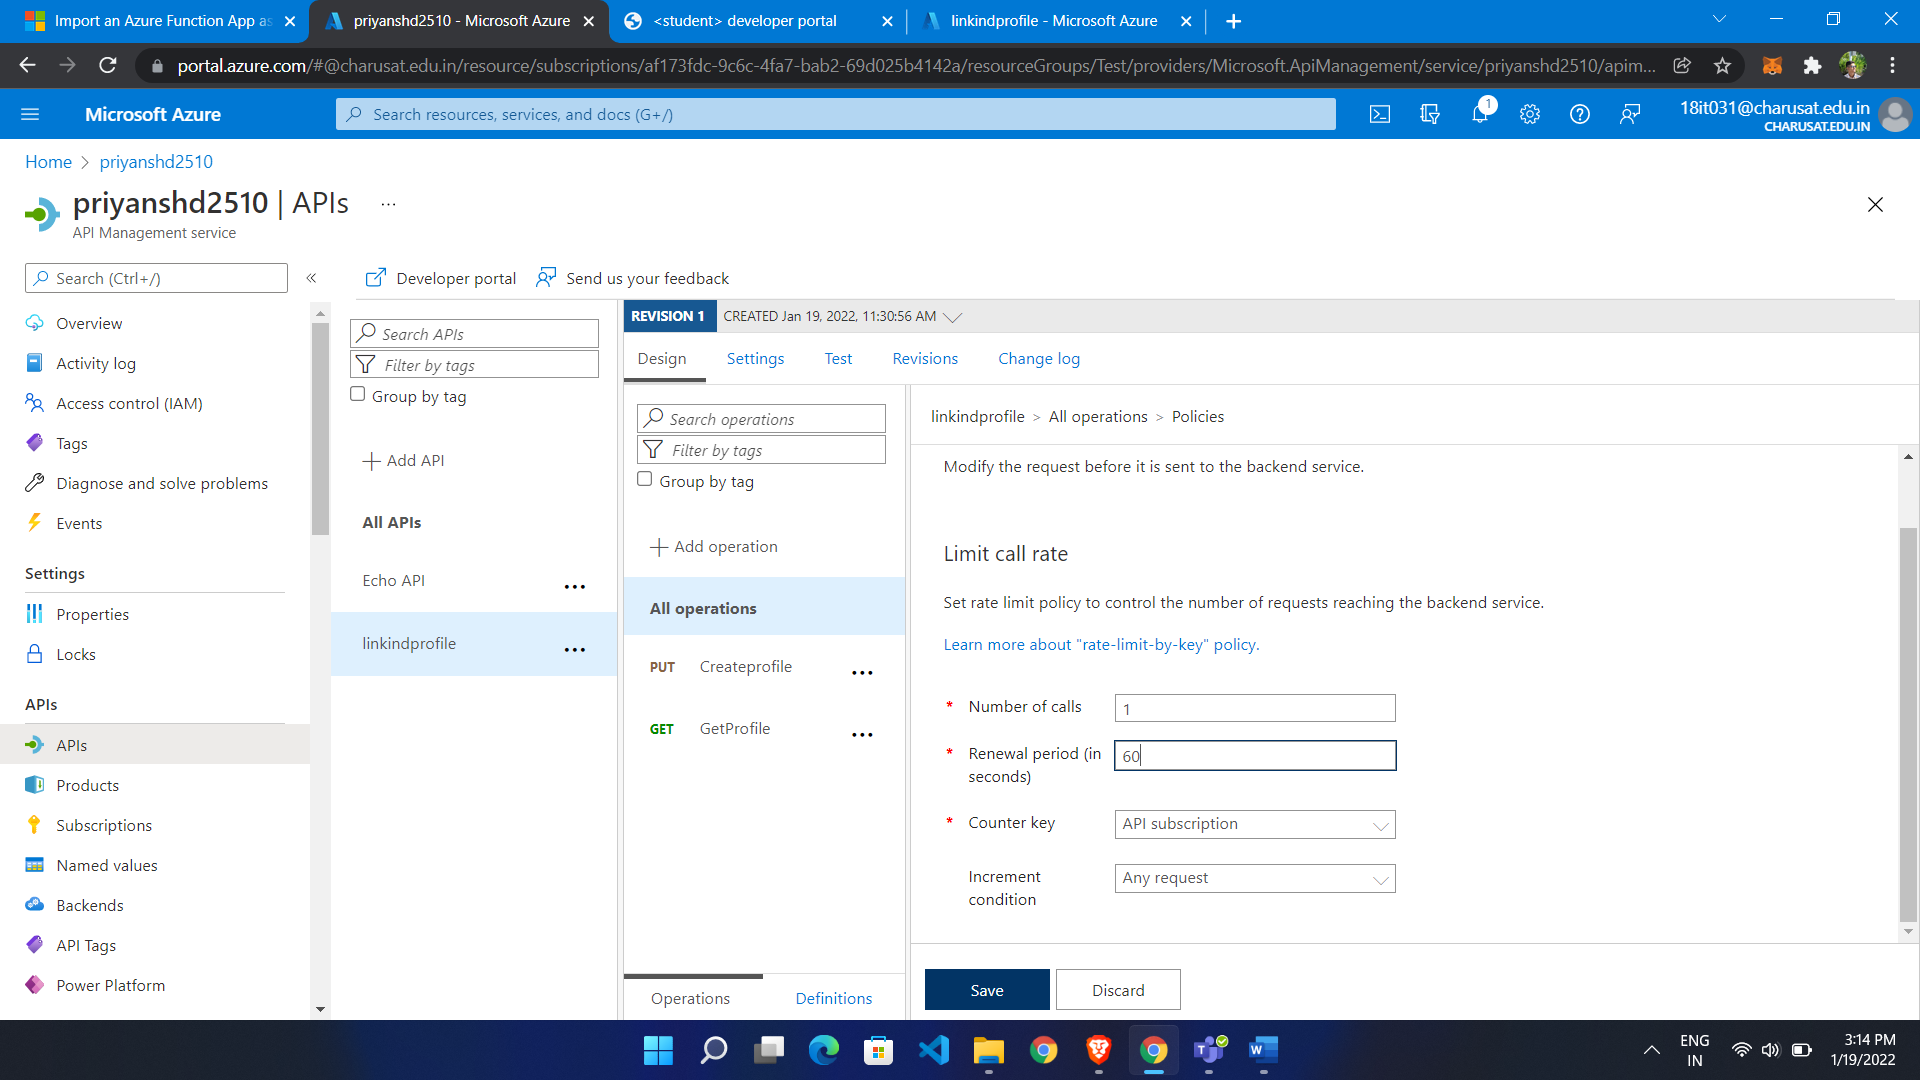 Import an Azure Function App as
priyanshd2510 - Microsoft Azure
<student> developer portal
linkindprofile - Microsoft Azure
portal.azure.com/#@charusat.edu.in/resource/subscriptions/af173fdc-9c6c-4fa7-bab2-69d025b4142a/resourceGroups/Test/providers/Microsoft.ApiManagement/service/priyanshd2510/apim...
Microsoft Azure
Search resources, services, and docs (G+/)
1
18it031@charusat.edu.in
CHARUSAT.EDU.IN
Home > priyanshd2510
priyanshd2510 | APIs ...
API Management service
Search (Ctrl+/)
«
Overview
Activity log
Access control (IAM)
Tags
Diagnose and solve problems
Events
Settings
Properties
Locks
APIs
APIs
Products
Subscriptions
Named values
Backends
API Tags
Power Platform
Developer portal
Send us your feedback
Search APIs
Filter by tags
Group by tag
+ Add API
All APIs
Echo API ...
linkindprofile ...
REVISION 1
CREATED Jan 19, 2022, 11:30:56 AM
Design
Settings
Test
Revisions
Change log
Search operations
Filter by tags
Group by tag
+ Add operation
All operations
PUT Createprofile ...
GET GetProfile ...
Operations
Definitions
linkindprofile > All operations > Policies
Modify the request before it is sent to the backend service.
Limit call rate
Set rate limit policy to control the number of requests reaching the backend service.
Learn more about "rate-limit-by-key" policy.
* Number of calls
1
* Renewal period (in
seconds)
60
* Counter key
API subscription
Increment
condition
Any request
Save
Discard
ENG
IN
3:14 PM
1/19/2022